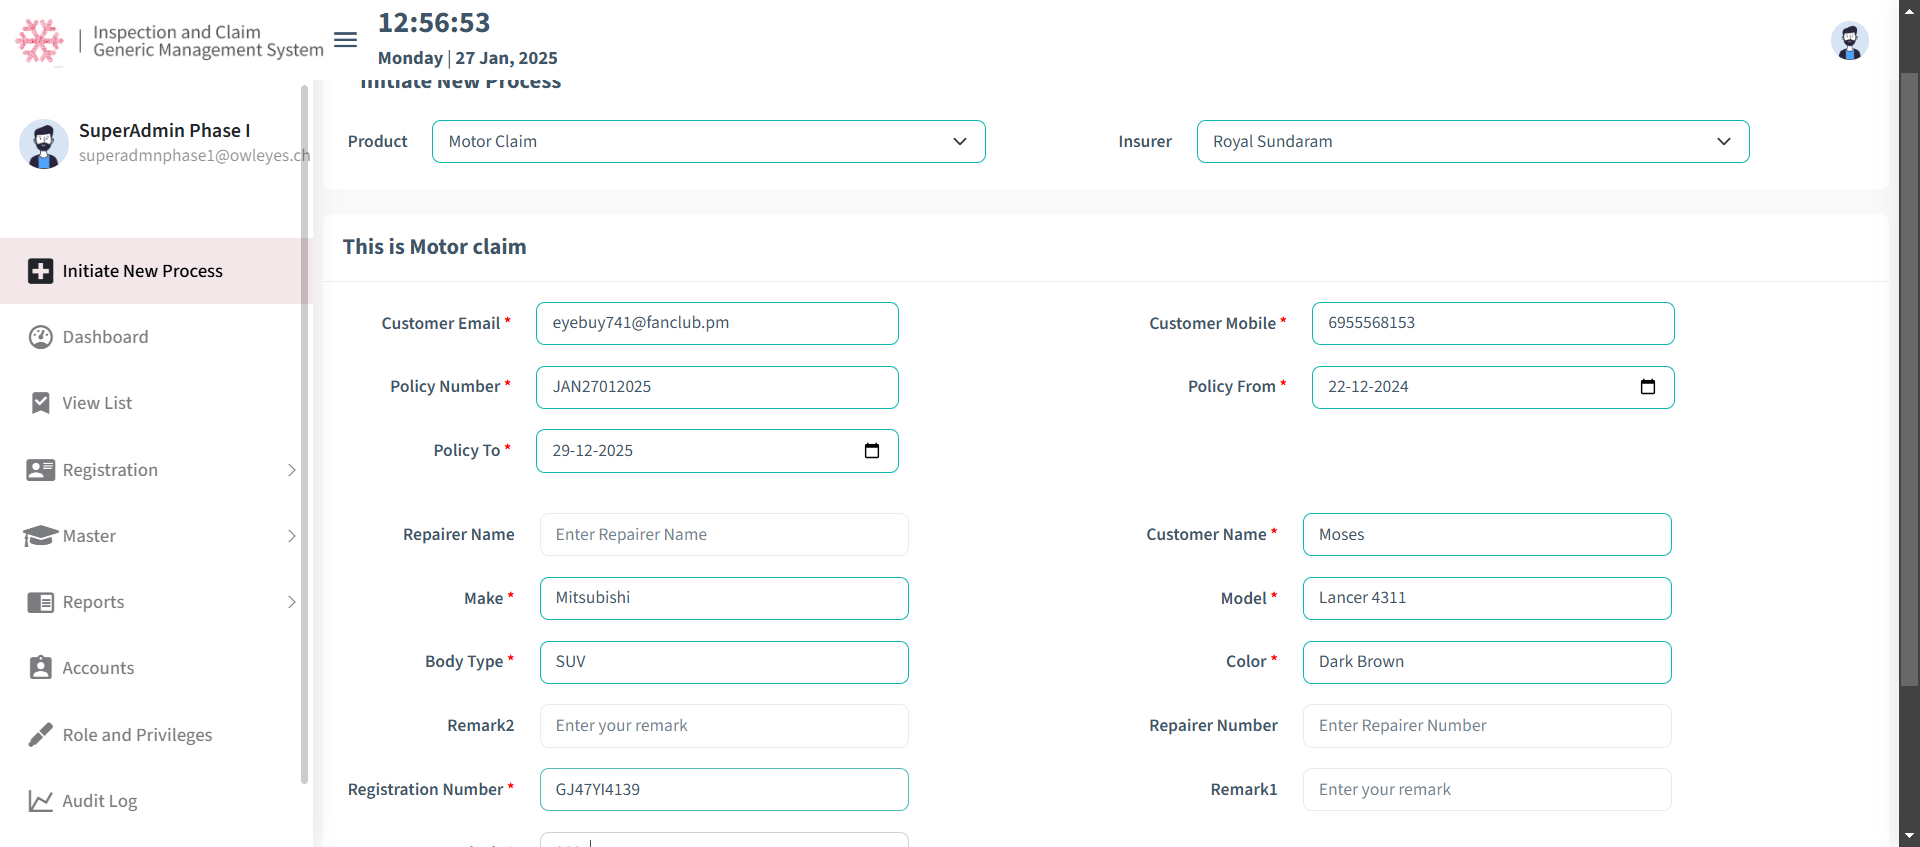 Inspection and Claim
Generic Management System
12:56:53
Monday | 27 Jan, 2025
SuperAdmin Phase I
superadmnphase1@owleyes.ch
Initiate New Process
Dashboard
View List
Registration
Master
Reports
Accounts
Role and Privileges
Audit Log
Initiate New Process
Product Motor Claim Insurer Royal Sundaram
This is Motor claim
Customer Email * eyebuy741@fanclub.pm Customer Mobile * 6955568153
Policy Number * JAN27012025 Policy From * 22-12-2024
Policy To * 29-12-2025
Repairer Name Enter Repairer Name Customer Name * Moses
Make * Mitsubishi Model * Lancer 4311
Body Type * SUV Color * Dark Brown
Remark2 Enter your remark Repairer Number Enter Repairer Number
Registration Number * GJ47YI4139 Remark1 Enter your remark